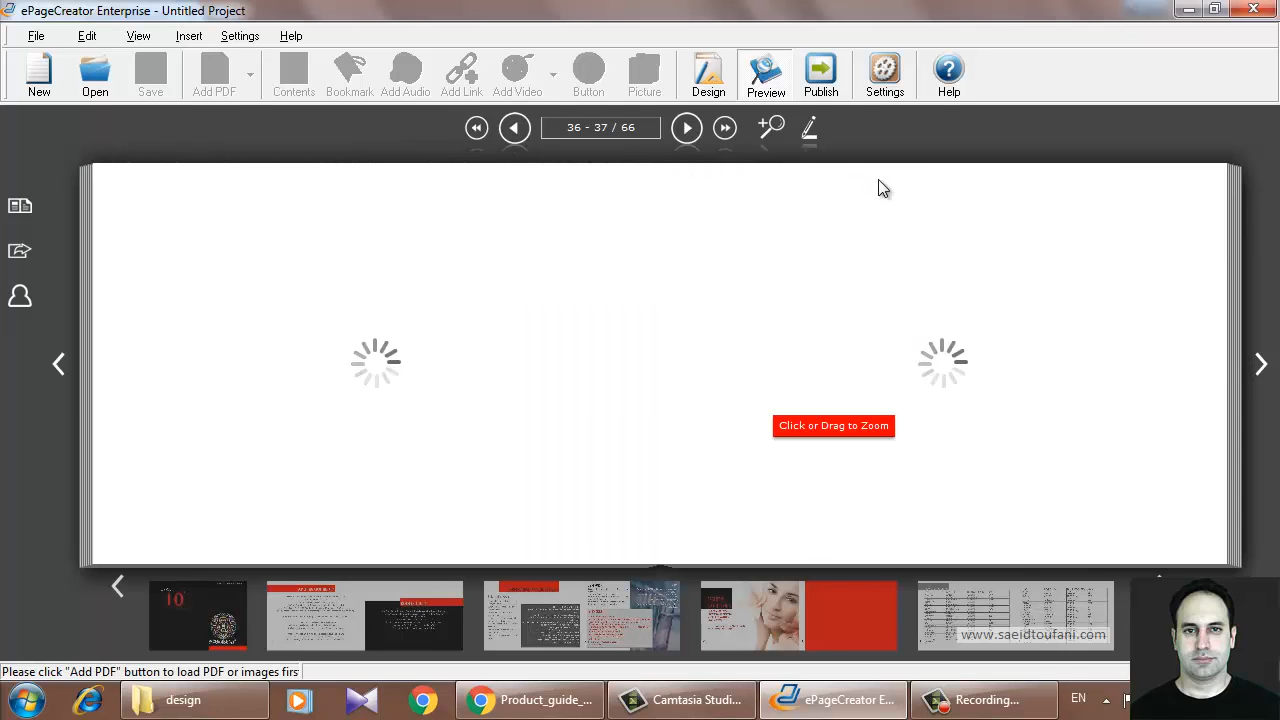 ePageCreator Enterprise - Untitled Project
File Edit View Insert Settings Help
New Open Save Add PDF Contents Bookmark Add Audio Add Link Add Video Button Picture Design Preview Publish Settings Help
36 - 37 / 66
Click or Drag to Zoom
10
www.saeidtoufani.com
Please click "Add PDF" button to load PDF or images firs
design Product_guide_... Camtasia Studi... ePageCreator E... Recording... EN